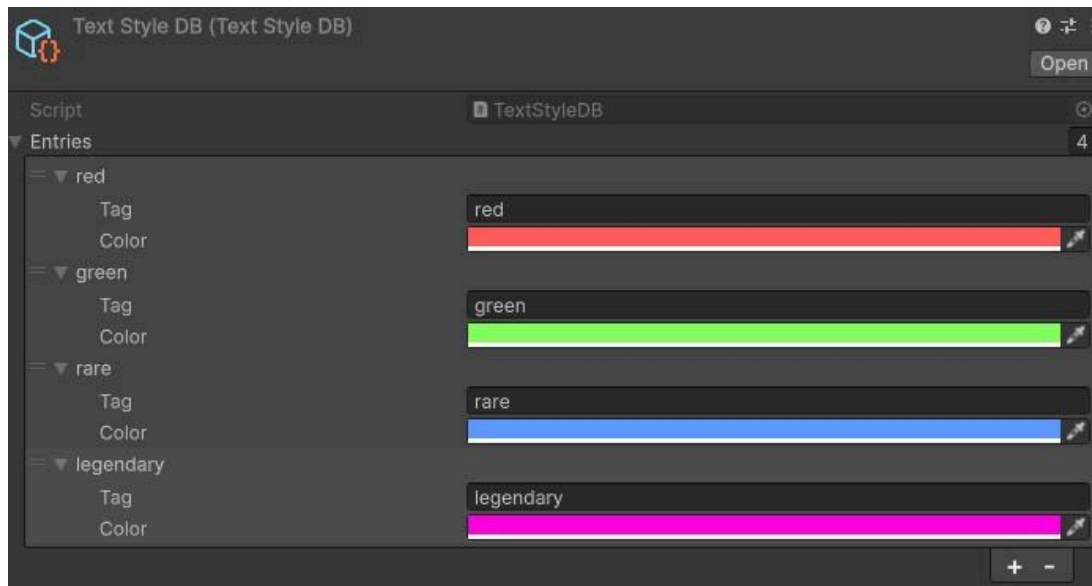 Text Style DB (Text Style DB)
Open
Script TextStyleDB
Entries 4
red
Tag red
Color
green
Tag green
Color
rare
Tag rare
Color
legendary
Tag legendary
Color
+ -